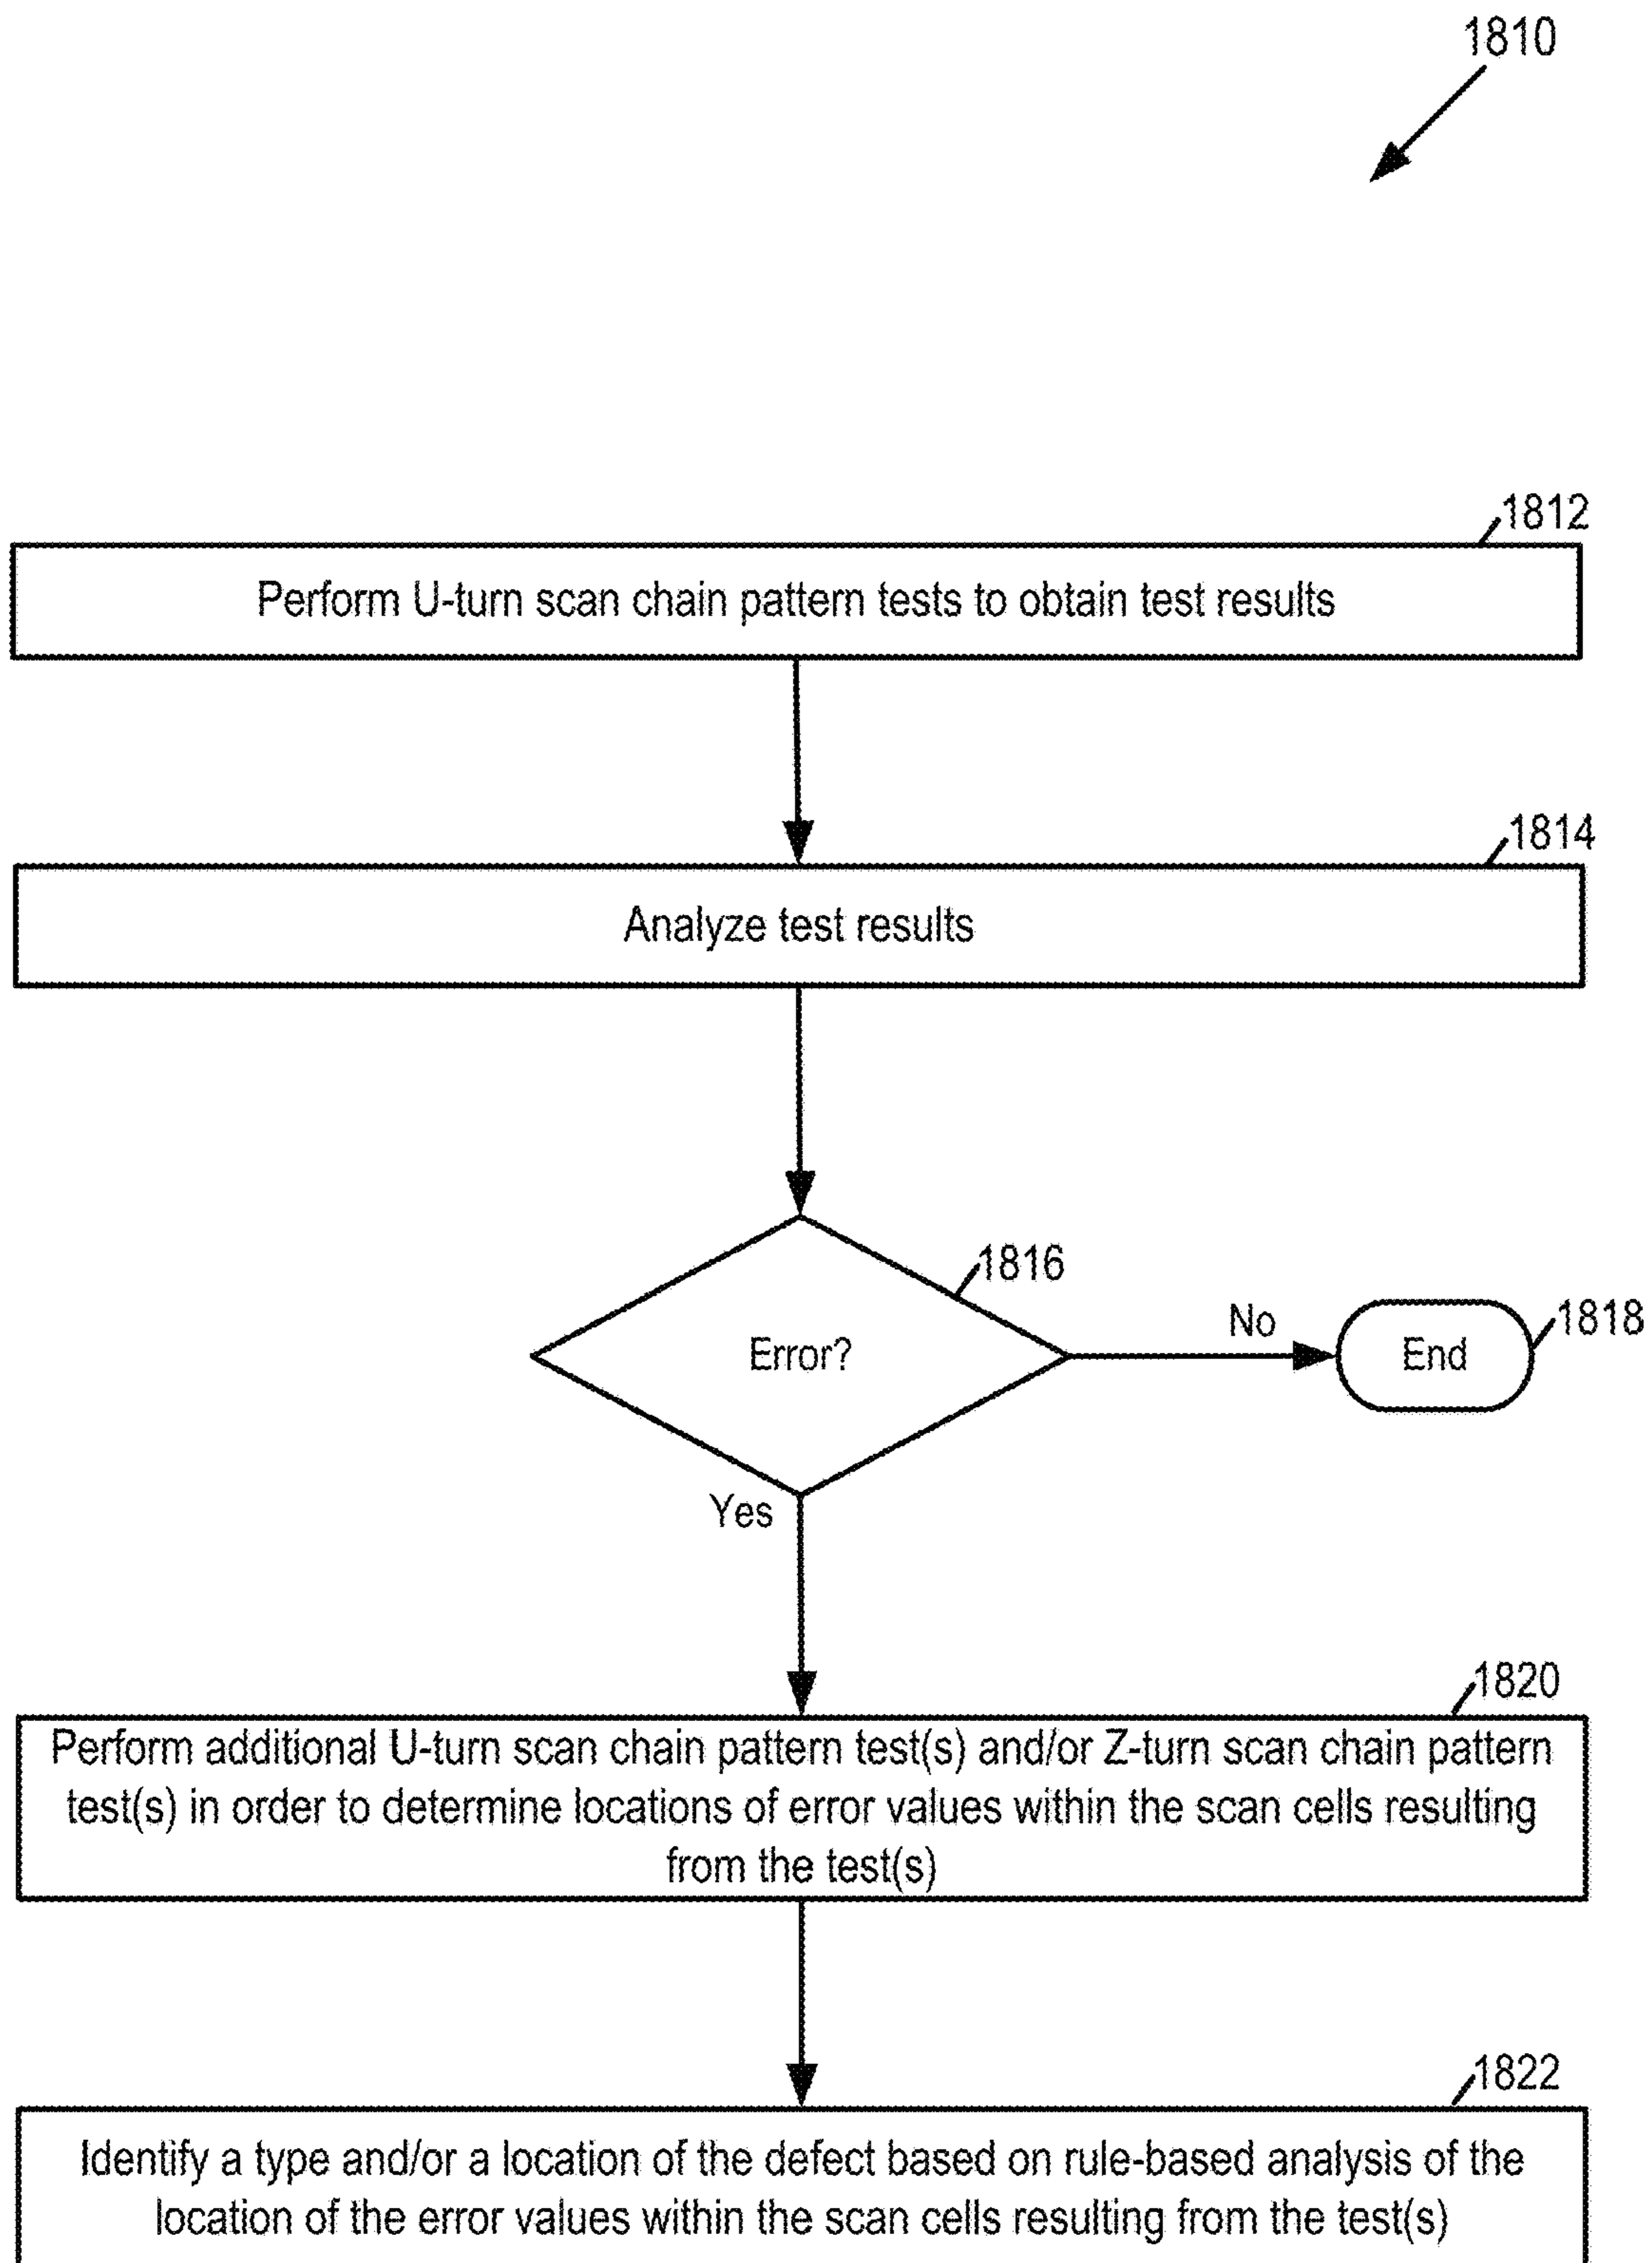 1810
1812
Perform U-turn scan chain pattern tests to obtain test results
1814
Analyze test results
1816
Error?
No
End
1818
Yes
1820
Perform additional U-turn scan chain pattern test(s) and/or Z-turn scan chain pattern
test(s) in order to determine locations of error values within the scan cells resulting
from the test(s)
1822
Identify a type and/or a location of the defect based on rule-based analysis of the
location of the error values within the scan cells resulting from the test(s)